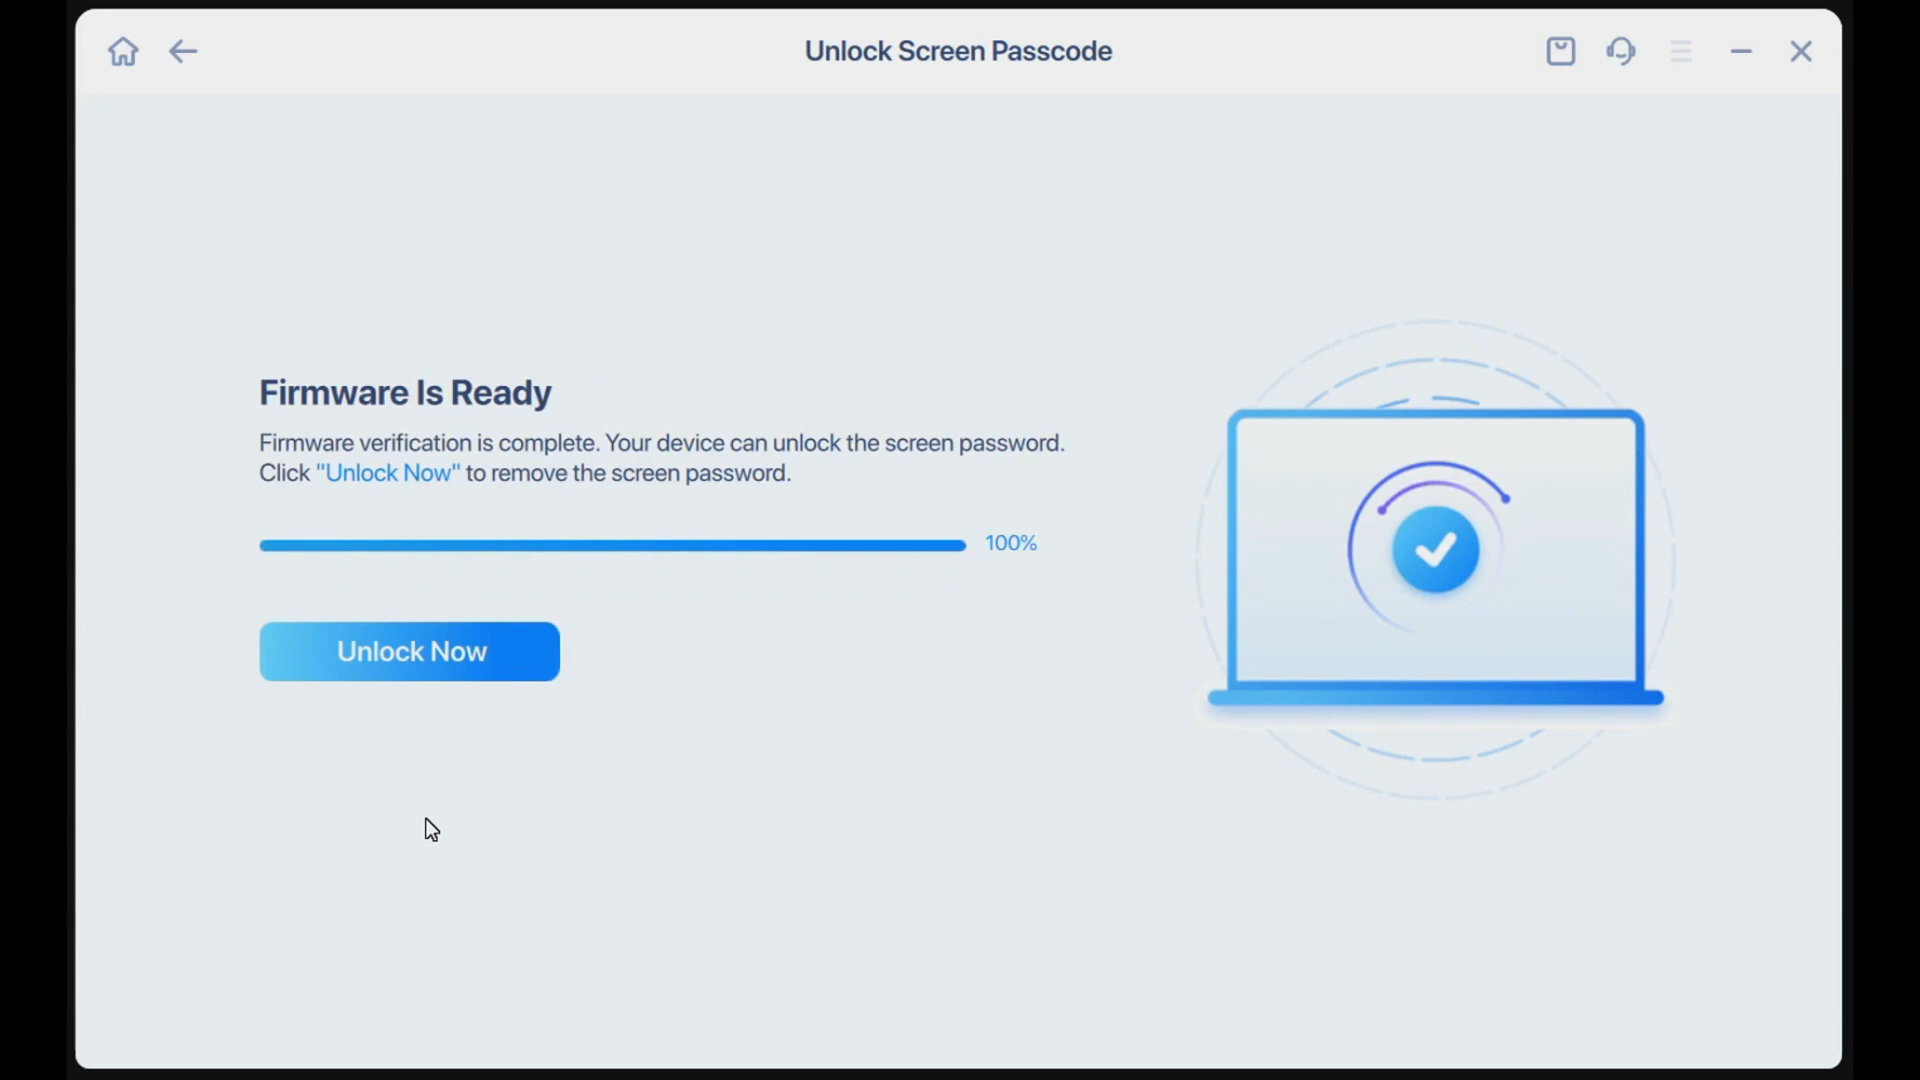 Unlock Screen Passcode
Firmware Is Ready
Firmware verification is complete. Your device can unlock the screen password.
Click "Unlock Now" to remove the screen password.
100%
Unlock Now